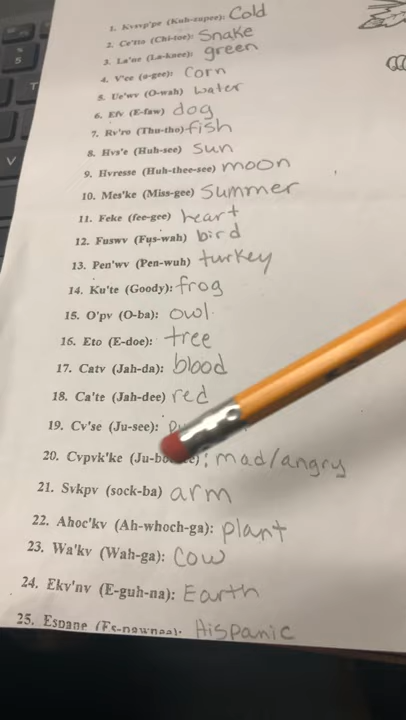 1. Kvsvp'pe (Kuh-supee): Cold
2. Ce'tto (Chi-toe): Snake
3. La'ne (La-knee): green
4. V'ce (a-gee): Corn
5. Ue'wv (O-wah) water
6. Efv (E-faw) dog
7. Rv'ro (Thu-tho) fish
8. Hvs'e (Huh-see) sun
9. Hvresse (Huh-thee-see) moon
10. Mes'ke (Miss-gee) Summer
11. Feke (fee-gee) heart
12. Fuswv (Fus-wah) bird
13. Pen'wv (Pen-wuh) turkey
14. Ku'te (Goody): frog
15. O'pv (O-ba): owl
16. Eto (E-doe): tree
17. Catv (Jah-da): blood
18. Ca'te (Jah-dee) red
19. Cv'se (Ju-see):
20. Cvpvk'ke : mad/angry
21. Svkpv (sock-ba) arm
22. Ahoc'kv (Ah-whoch-ga): plant
23. Wa'kv (Wah-ga): Cow
24. Ekv'nv (E-guh-na): Earth
25. Espane Hispanic